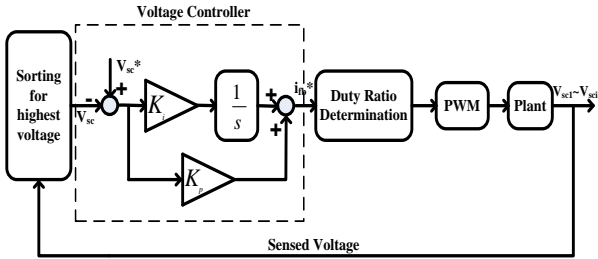 Voltage Controller
Sorting
for
highest
voltage
V_sc*
-
V_sc
+
K_i
1
s
K_p
+
+
i_in*
Duty Ratio
Determination
PWM
Plant
V_sc1~V_sci
Sensed Voltage